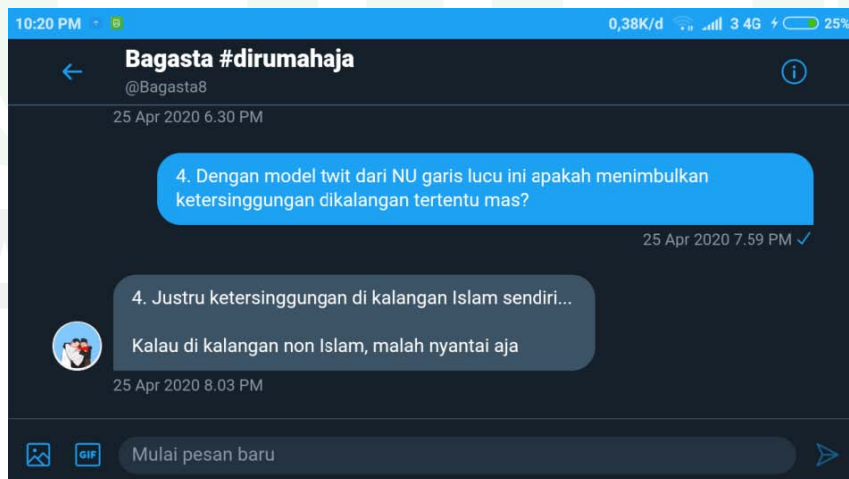 10:20 PM
0,38K/d 3 4G 25%
Bagasta #dirumahaja
@Bagasta8
25 Apr 2020 6.30 PM
4. Dengan model twit dari NU garis lucu ini apakah menimbulkan
ketersinggungan dikalangan tertentu mas?
25 Apr 2020 7.59 PM
4. Justru ketersinggungan di kalangan Islam sendiri...
Kalau di kalangan non Islam, malah nyantai aja
25 Apr 2020 8.03 PM
GIF
Mulai pesan baru